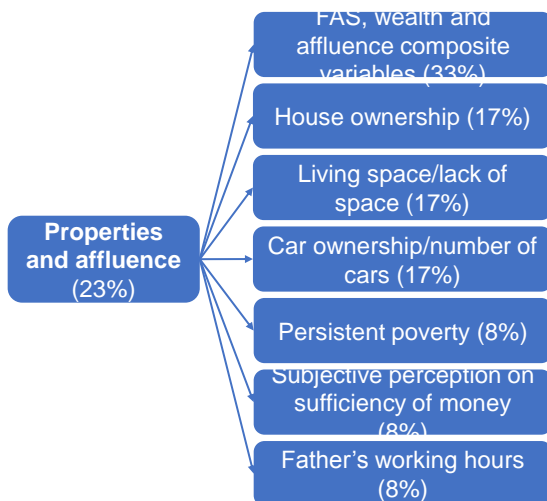 FAS, wealth and
affluence composite
variables (33%)
House ownership (17%)
Living space/lack of
space (17%)
Properties
and affluence
(23%)
Car ownership/number of
cars (17%)
Persistent poverty (8%)
Subjective perception on
sufficiency of money
(8%)
Father’s working hours
(8%)